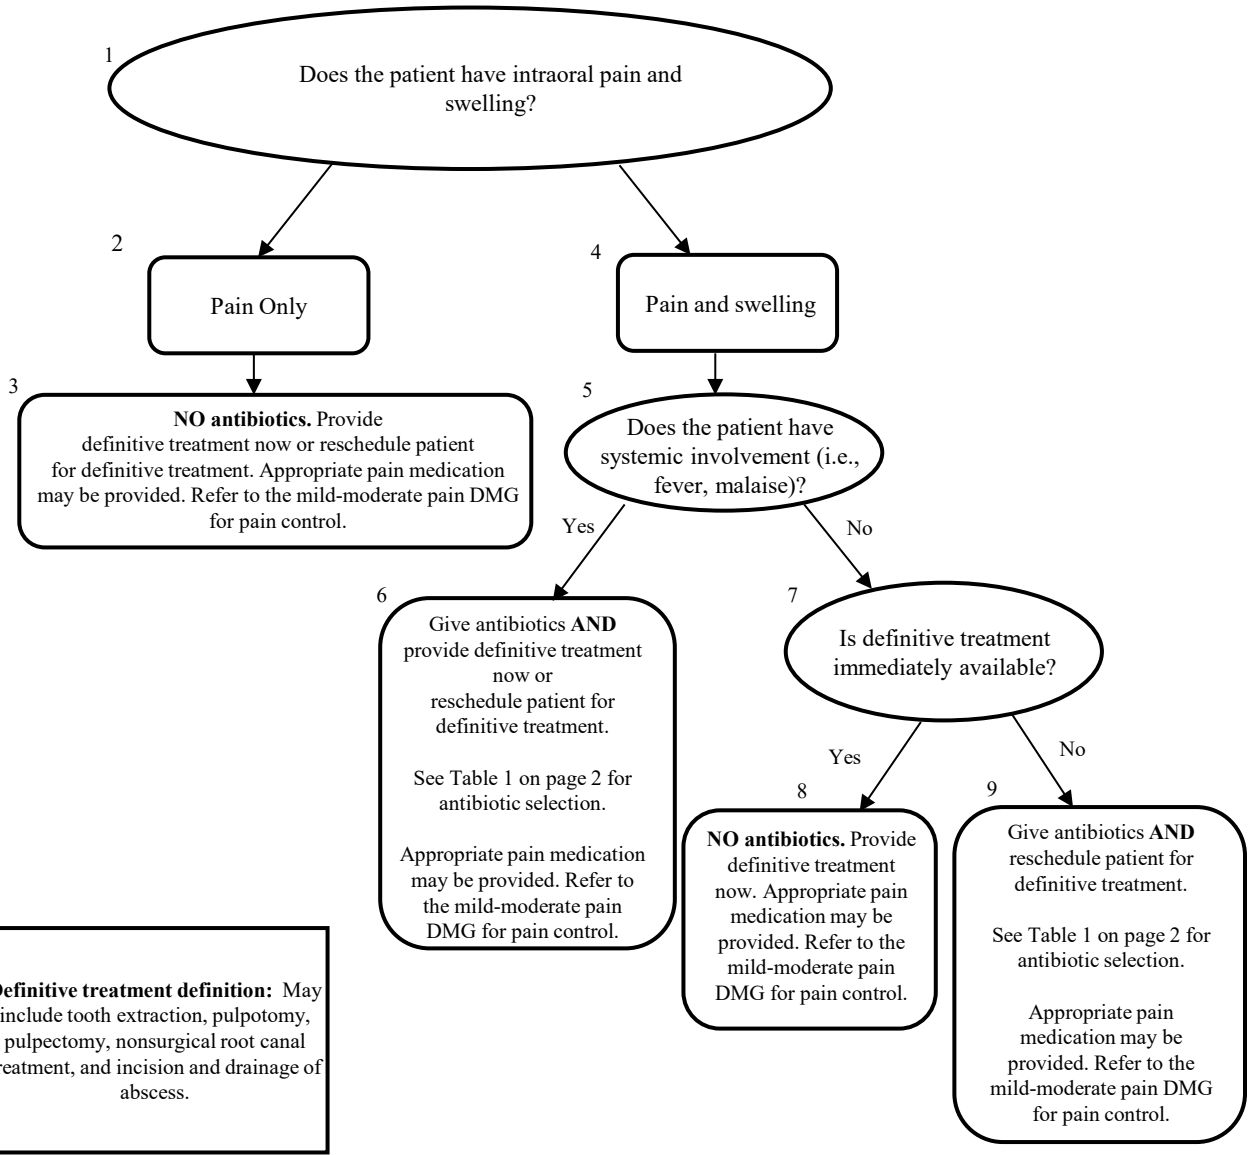 1
Does the patient have intraoral pain and
swelling?
2
Pain Only
4
Pain and swelling
3
NO antibiotics. Provide
definitive treatment now or reschedule patient
for definitive treatment. Appropriate pain medication
may be provided. Refer to the mild-moderate pain DMG
for pain control.
5
Does the patient have
systemic involvement (i.e.,
fever, malaise)?
Yes
No
6
Give antibiotics AND
provide definitive treatment
now or
reschedule patient for
definitive treatment.
See Table 1 on page 2 for
antibiotic selection.
Appropriate pain medication
may be provided. Refer to
the mild-moderate pain
DMG for pain control.
7
Is definitive treatment
immediately available?
Yes
No
8
NO antibiotics. Provide
definitive treatment
now. Appropriate pain
medication may be
provided. Refer to the
mild-moderate pain
DMG for pain control.
9
Give antibiotics AND
reschedule patient for
definitive treatment.
See Table 1 on page 2 for
antibiotic selection.
Appropriate pain
medication may be
provided. Refer to the
mild-moderate pain DMG
for pain control.
Definitive treatment definition: May
include tooth extraction, pulpotomy,
pulpectomy, nonsurgical root canal
treatment, and incision and drainage of
abscess.